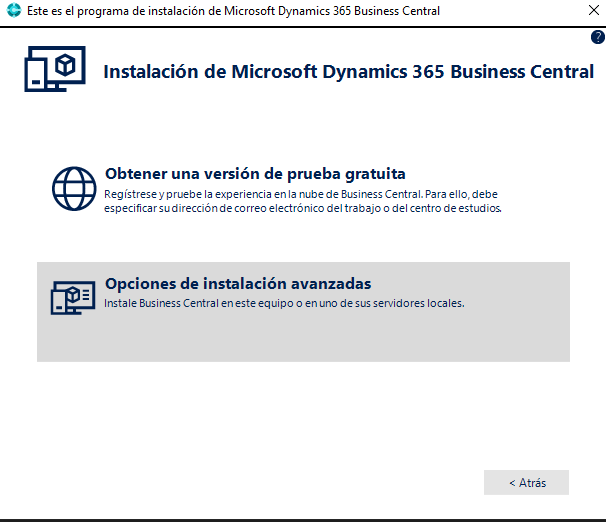 Este es el programa de instalación de Microsoft Dynamics 365 Business Central
?
Instalación de Microsoft Dynamics 365 Business Central
Obtener una versión de prueba gratuita
Regístrese y pruebe la experiencia en la nube de Business Central. Para ello, debe
especificar su dirección de correo electrónico del trabajo o del centro de estudios.
Opciones de instalación avanzadas
Instale Business Central en este equipo o en uno de sus servidores locales.
< Atrás